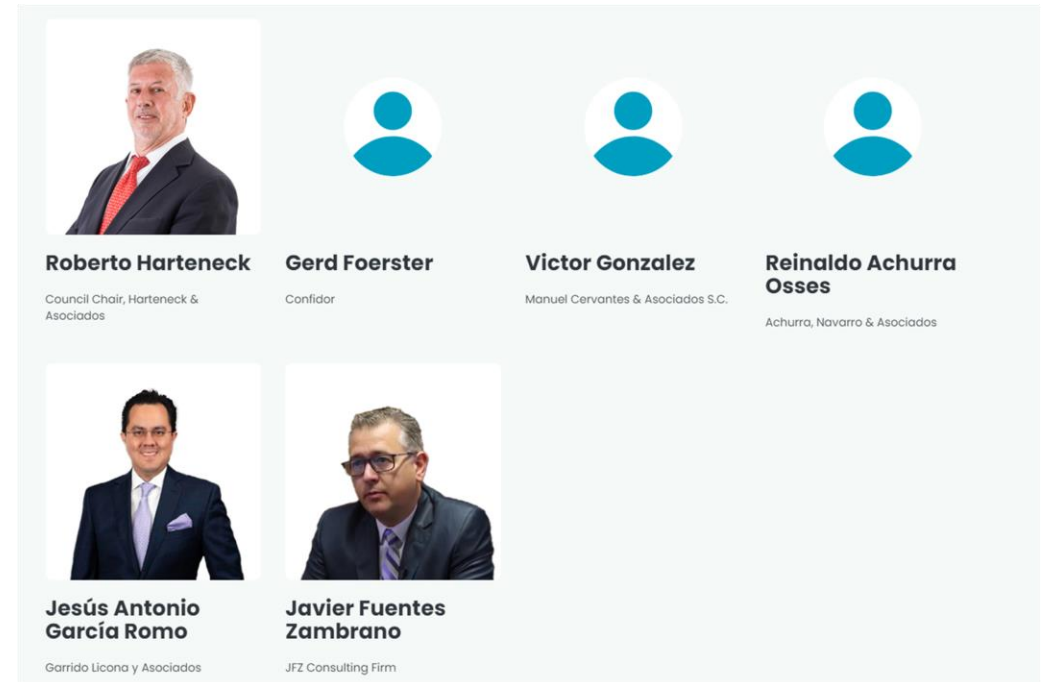 Roberto Harteneck
Council Chair, Harteneck &
Asociados
Gerd Foerster
Confidor
Victor Gonzalez
Manuel Cervantes & Asociados S.C.
Reinaldo Achurra
Osses
Achurra, Navarro & Asociados
Jesús Antonio
García Romo
Garrido Licona y Asociados
Javier Fuentes
Zambrano
JFZ Consulting Firm